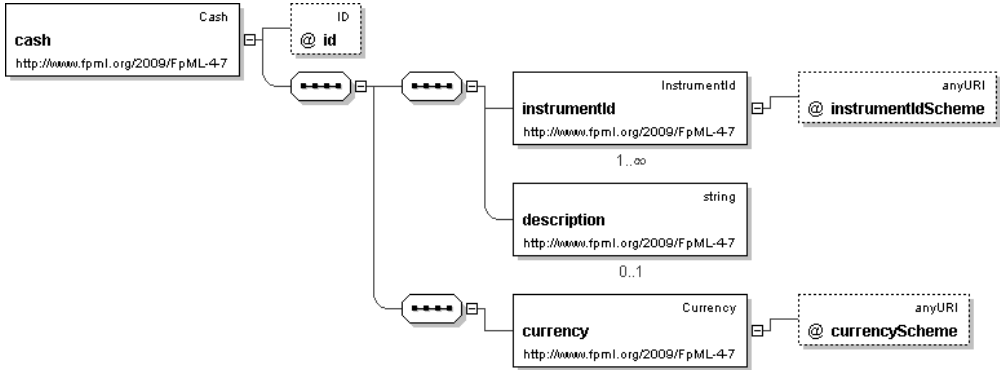 Cash
cash
http://www.fpml.org/2009/FpML-4-7
ID
@ id
InstrumentId
instrumentId
http://www.fpml.org/2009/FpML-4-7
1..∞
anyURI
@ instrumentIdScheme
string
description
http://www.fpml.org/2009/FpML-4-7
0..1
Currency
currency
http://www.fpml.org/2009/FpML-4-7
anyURI
@ currencyScheme